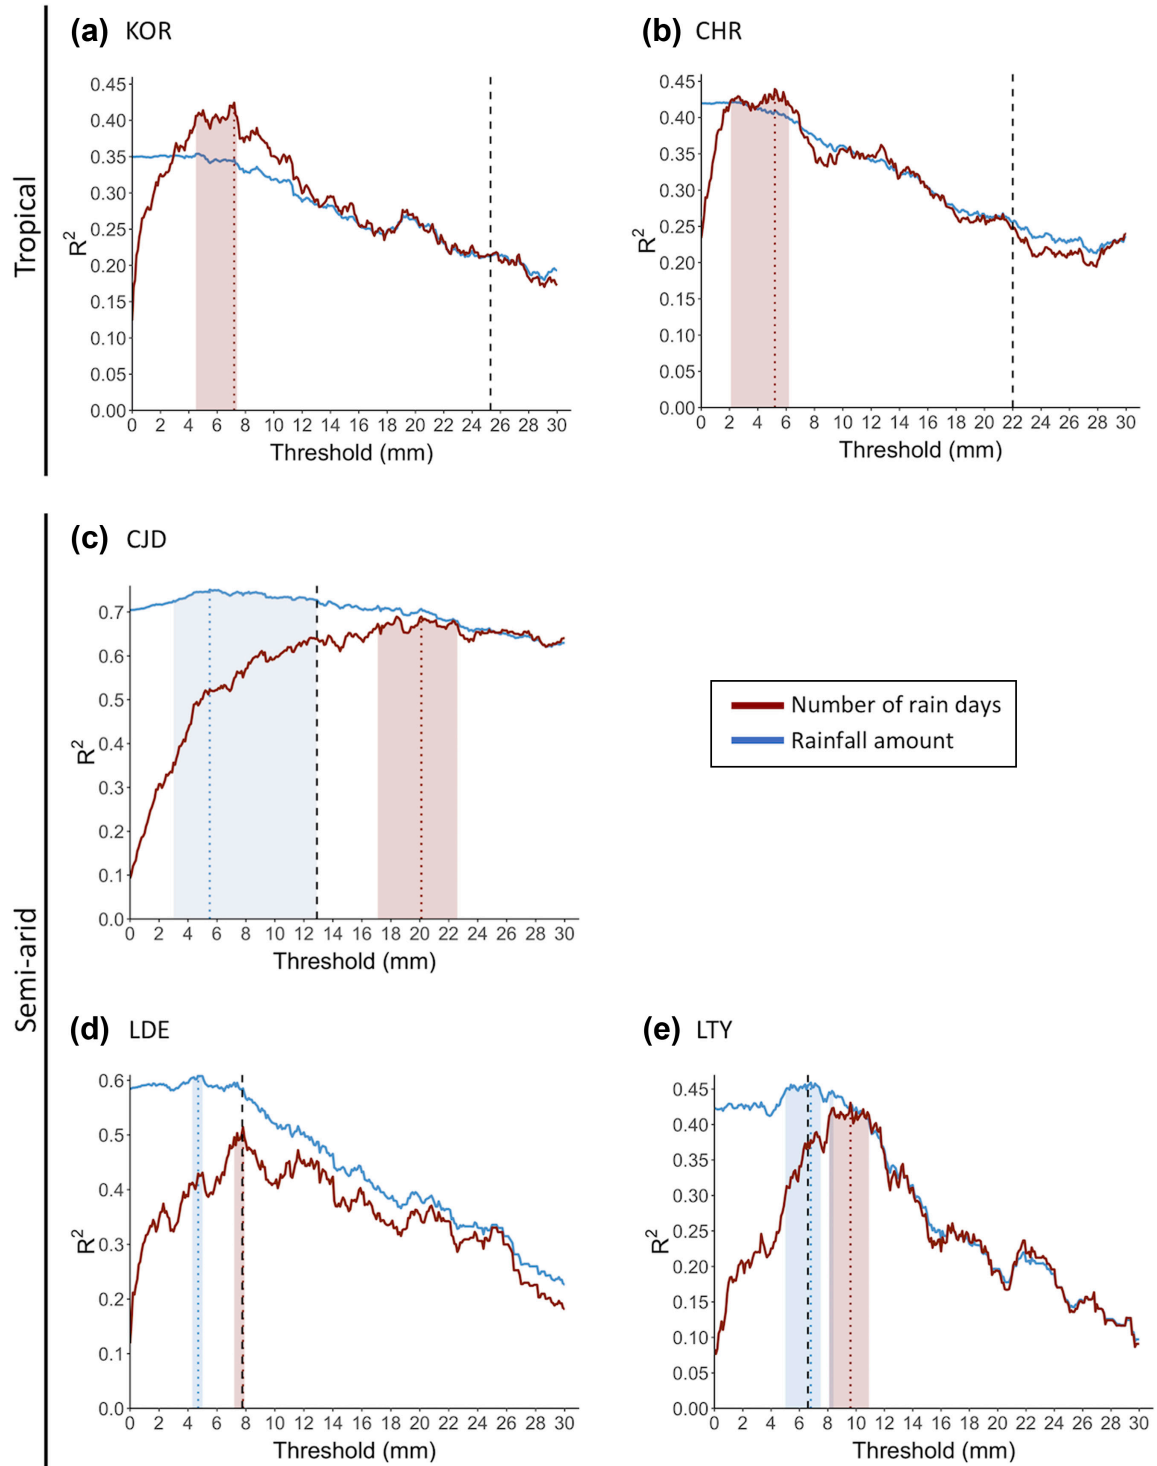 Tropical
(a) KOR
0.45
0.40
0.35
0.30
0.25
0.20
0.15
0.10
0.05
0.00
R²
0 2 4 6 8 10 12 14 16 18 20 22 24 26 28 30
Threshold (mm)
(b) CHR
0.45
0.40
0.35
0.30
0.25
0.20
0.15
0.10
0.05
0.00
R²
0 2 4 6 8 10 12 14 16 18 20 22 24 26 28 30
Threshold (mm)
Semi-arid
(c) CJD
0.7
0.6
0.5
0.4
0.3
0.2
0.1
0.0
R²
0 2 4 6 8 10 12 14 16 18 20 22 24 26 28 30
Threshold (mm)
Number of rain days
Rainfall amount
(d) LDE
0.6
0.5
0.4
0.3
0.2
0.1
0.0
R²
0 2 4 6 8 10 12 14 16 18 20 22 24 26 28 30
Threshold (mm)
(e) LTY
0.45
0.40
0.35
0.30
0.25
0.20
0.15
0.10
0.05
0.00
R²
0 2 4 6 8 10 12 14 16 18 20 22 24 26 28 30
Threshold (mm)